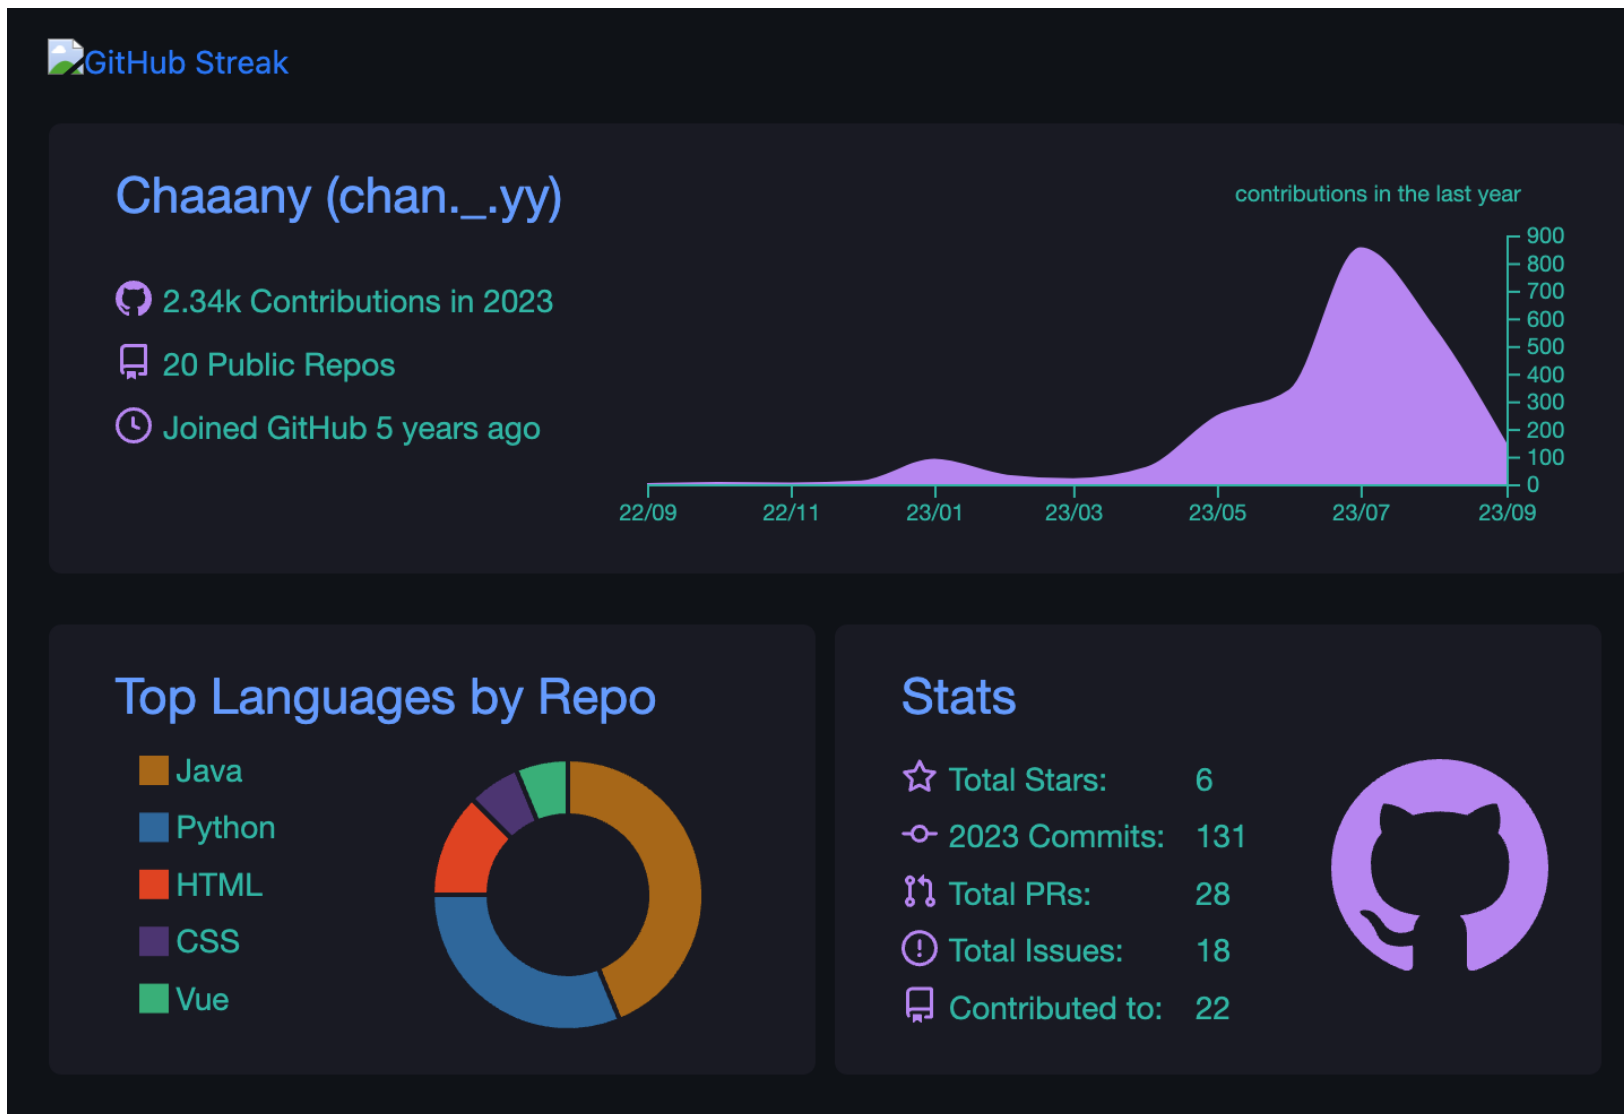 GitHub Streak
Chaaany (chan._.yy)
2.34k Contributions in 2023
20 Public Repos
Joined GitHub 5 years ago
contributions in the last year
900
800
700
600
500
400
300
200
100
0
22/09 22/11 23/01 23/03 23/05 23/07 23/09
Top Languages by Repo
Java
Python
HTML
CSS
Vue
Stats
Total Stars: 6
2023 Commits: 131
Total PRs: 28
Total Issues: 18
Contributed to: 22